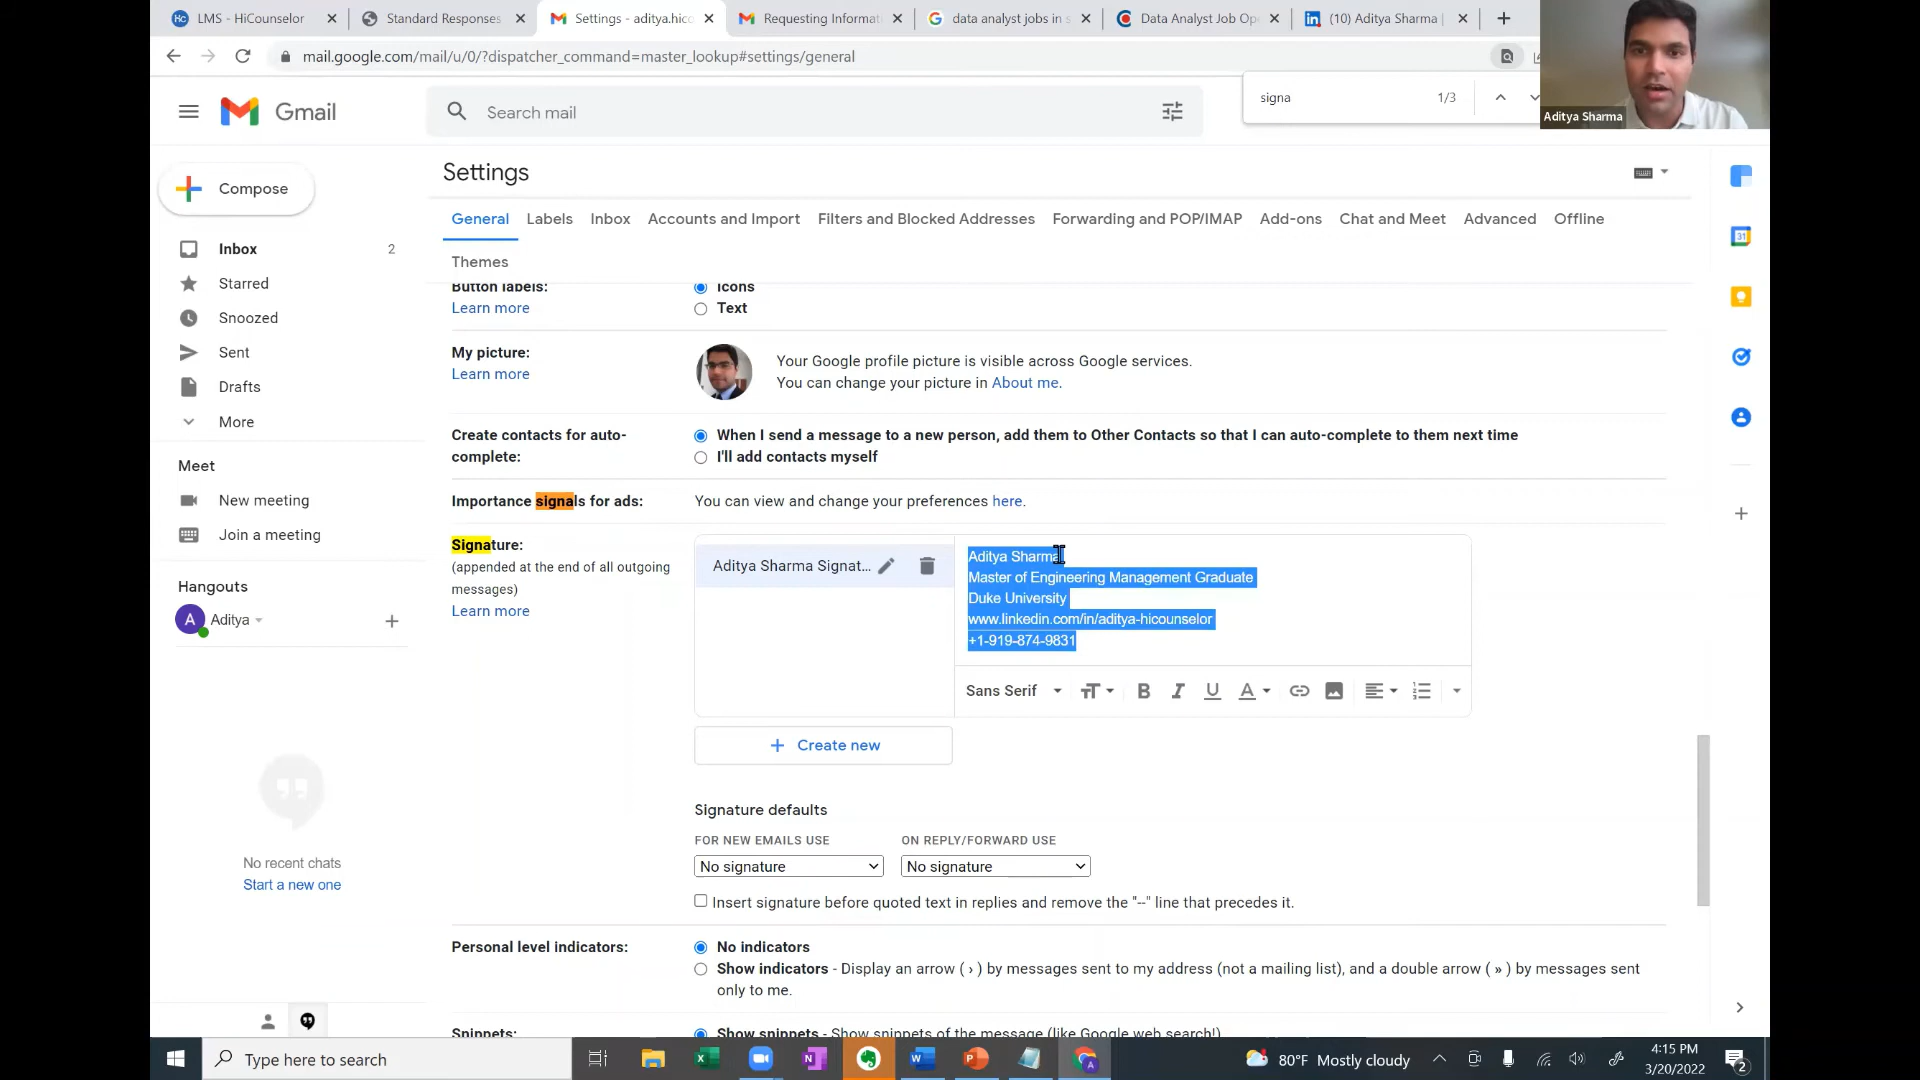 LMS - HiCounselor
Standard Responses
Settings - aditya.hico
Requesting Informat
data analyst jobs in s
Data Analyst Job Op
(10) Aditya Sharma |
mail.google.com/mail/u/0/?dispatcher_command=master_lookup#settings/general
signa 1/3
Aditya Sharma
Gmail
Search mail
Compose
Inbox 2
Starred
Snoozed
Sent
Drafts
More
Meet
New meeting
Join a meeting
Hangouts
A Aditya
No recent chats
Start a new one
Settings
General Labels Inbox Accounts and Import Filters and Blocked Addresses Forwarding and POP/IMAP Add-ons Chat and Meet Advanced Offline
Themes
Button labels:
Learn more
Icons
Text
My picture:
Learn more
Your Google profile picture is visible across Google services.
You can change your picture in About me.
Create contacts for auto-
complete:
When I send a message to a new person, add them to Other Contacts so that I can auto-complete to them next time
I'll add contacts myself
Importance signals for ads:
You can view and change your preferences here.
Signature:
(appended at the end of all outgoing
messages)
Learn more
Aditya Sharma Signat...
Aditya Sharma
Master of Engineering Management Graduate
Duke University
www.linkedin.com/in/aditya-hicounselor
+1-919-874-9831
Sans Serif
Create new
Signature defaults
FOR NEW EMAILS USE
ON REPLY/FORWARD USE
No signature
No signature
Insert signature before quoted text in replies and remove the "--" line that precedes it.
Personal level indicators:
No indicators
Show indicators - Display an arrow ( › ) by messages sent to my address (not a mailing list), and a double arrow ( » ) by messages sent
only to me.
Snippets:
Show snippets - Show snippets of the message (like Google web search!)
31
Type here to search
80°F Mostly cloudy
4:15 PM
3/20/2022
2